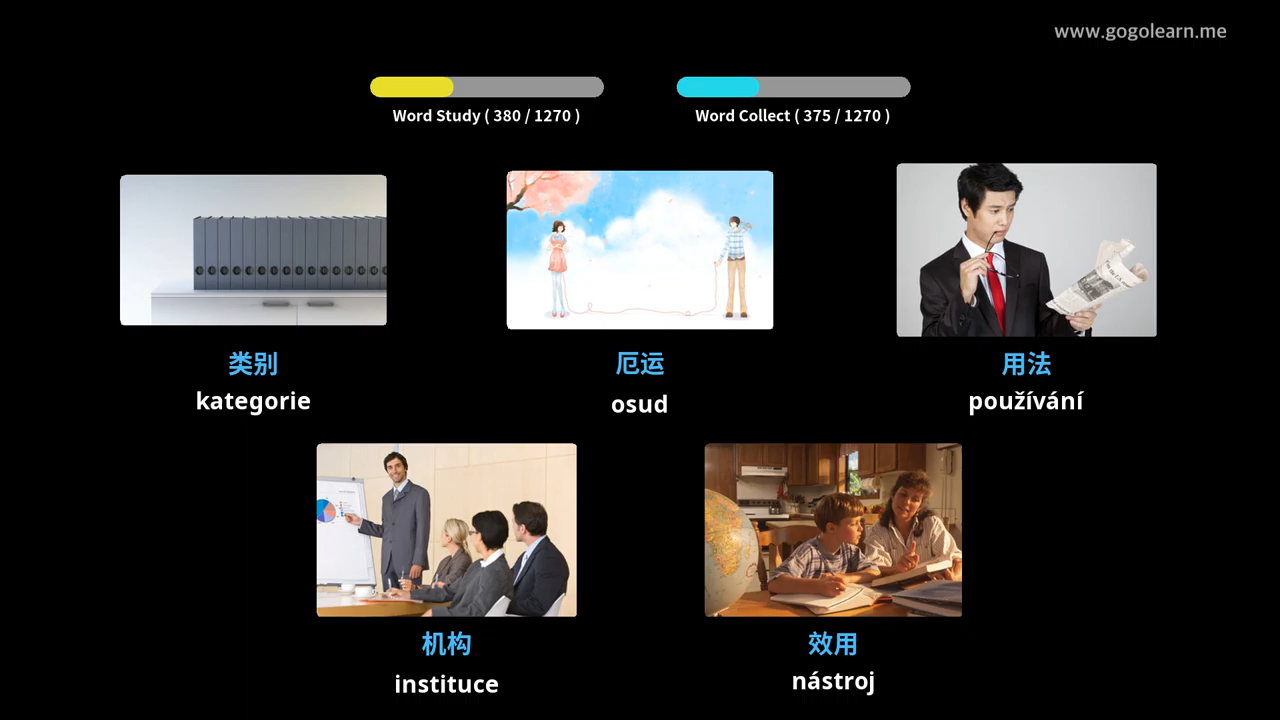 www.gogolearn.me
Word Study ( 380 / 1270 )
Word Collect ( 375 / 1270 )
类别
kategorie
厄运
osud
用法
používání
机构
instituce
效用
nástroj